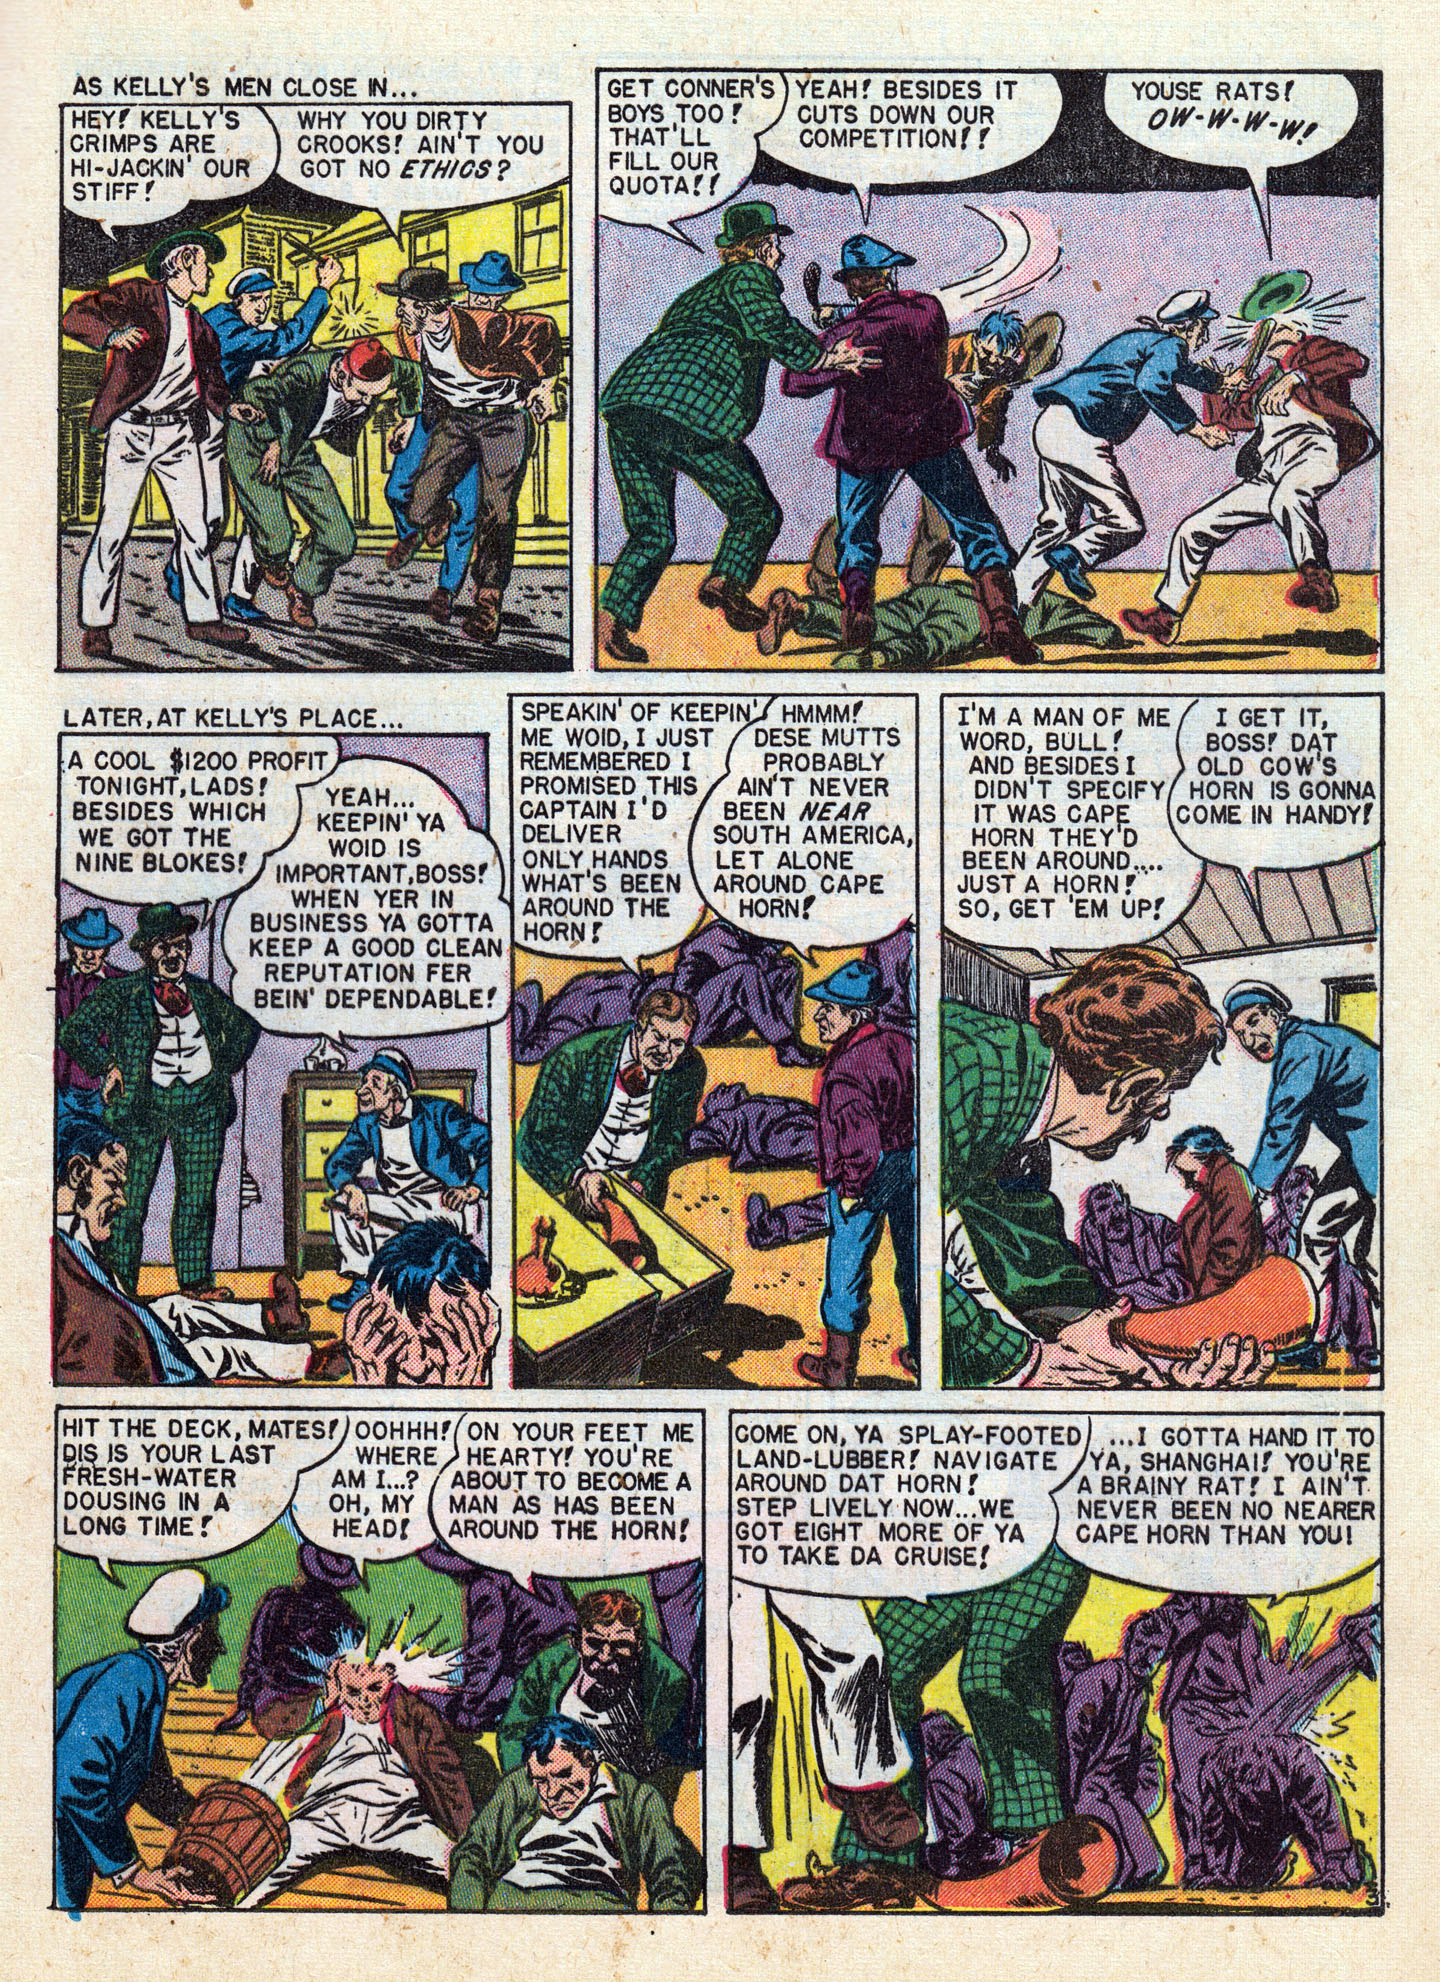 AS KELLY'S MEN CLOSE IN...
HEY! KELLY'S
CRIMPS ARE
HI-JACKIN' OUR
STIFF!
WHY YOU DIRTY
CROOKS! AIN'T YOU
GOT NO ETHICS?
GET CONNER'S
BOYS TOO!
THAT'LL
FILL OUR
QUOTA!!
YEAH! BESIDES IT
CUTS DOWN OUR
COMPETITION!!
YOUSE RATS!
OW-W-W-W!
LATER, AT KELLY'S PLACE...
A COOL $1200 PROFIT
TONIGHT, LADS!
BESIDES WHICH
WE GOT THE
NINE BLOKES!
YEAH...
KEEPIN' YA
WOID IS
IMPORTANT, BOSS!
WHEN YER IN
BUSINESS YA GOTTA
KEEP A GOOD CLEAN
REPUTATION FER
BEIN' DEPENDABLE!
SPEAKIN' OF KEEPIN'
ME WOID, I JUST
REMEMBERED I
PROMISED THIS
CAPTAIN I'D
DELIVER
ONLY HANDS
WHAT'S BEEN
AROUND THE
HORN!
HMMM!
DESE MUTTS
PROBABLY
AIN'T NEVER
BEEN NEAR
SOUTH AMERICA,
LET ALONE
AROUND CAPE
HORN!
I'M A MAN OF ME
WORD, BULL!
AND BESIDES I
DIDN'T SPECIFY
IT WAS CAPE
HORN THEY'D
BEEN AROUND....
JUST A HORN!
SO, GET 'EM UP!
I GET IT,
BOSS! DAT
OLD COW'S
HORN IS GONNA
COME IN HANDY!
HIT THE DECK, MATES!
DIS IS YOUR LAST
FRESH-WATER
DOUSING IN A
LONG TIME!
OOHHH!
WHERE
AM I...?
OH, MY
HEAD!
ON YOUR FEET ME
HEARTY! YOU'RE
ABOUT TO BECOME A
MAN AS HAS BEEN
AROUND THE HORN!
COME ON, YA SPLAY-FOOTED
LAND-LUBBER! NAVIGATE
AROUND DAT HORN!
STEP LIVELY NOW...WE
GOT EIGHT MORE OF YA
TO TAKE DA CRUISE!
...I GOTTA HAND IT TO
YA, SHANGHAI! YOU'RE
A BRAINY RAT! I AIN'T
NEVER BEEN NO NEARER
CAPE HORN THAN YOU!
3